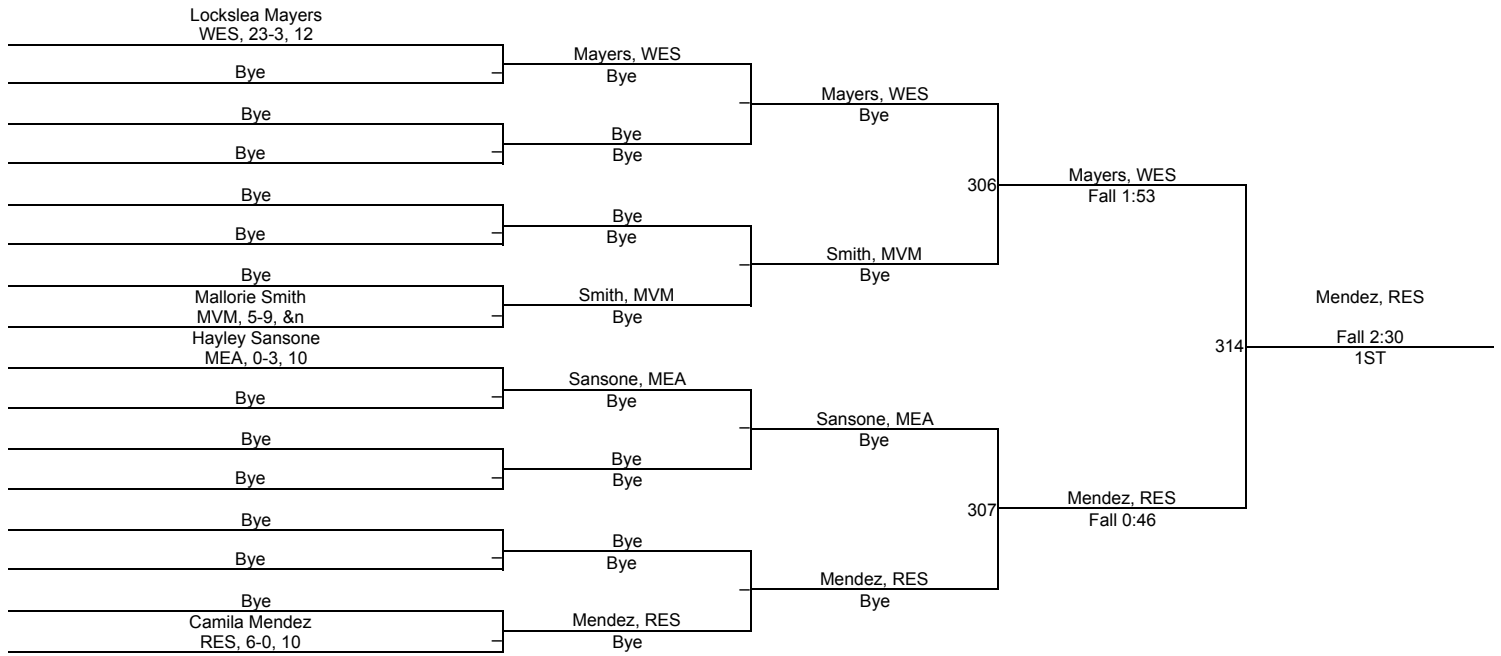 Lockslea Mayers
WES, 23-3, 12
Bye
Bye
Bye
Bye
Bye
Bye
Mallorie Smith
MVM, 5-9, &n
Hayley Sansone
MEA, 0-3, 10
Bye
Bye
Bye
Bye
Bye
Bye
Camila Mendez
RES, 6-0, 10
Mayers, WES
Bye
Bye
Bye
Bye
Bye
Smith, MVM
Bye
Sansone, MEA
Bye
Bye
Bye
Bye
Bye
Mendez, RES
Bye
Mayers, WES
Bye
Smith, MVM
Bye
Sansone, MEA
Bye
Mendez, RES
Bye
306
Mayers, WES
Fall 1:53
307
Mendez, RES
Fall 0:46
314
Mendez, RES
Fall 2:30
1ST